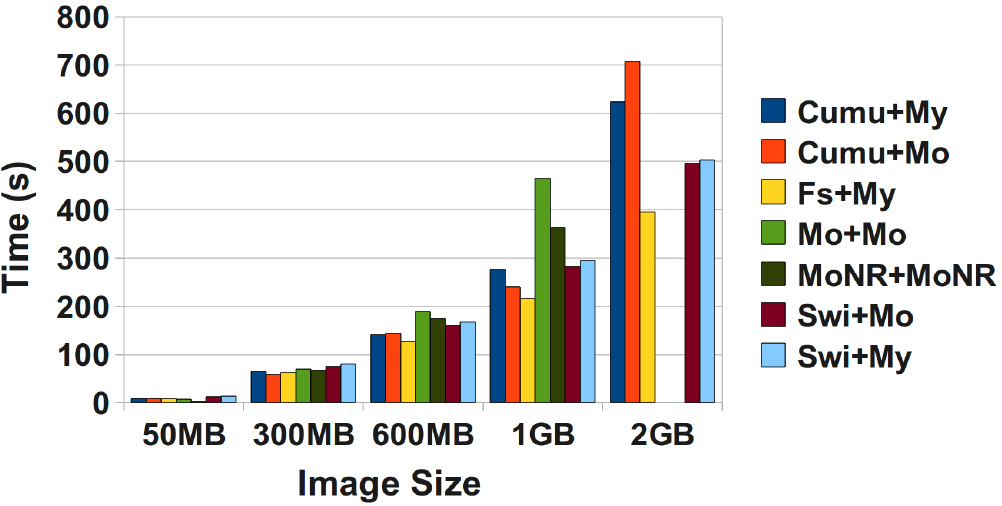 800
700
600
500
400
300
200
100
0
Time (s)
50MB 300MB 600MB 1GB 2GB
Image Size
Cumu+My
Cumu+Mo
Fs+My
Mo+Mo
MoNR+MoNR
Swi+Mo
Swi+My